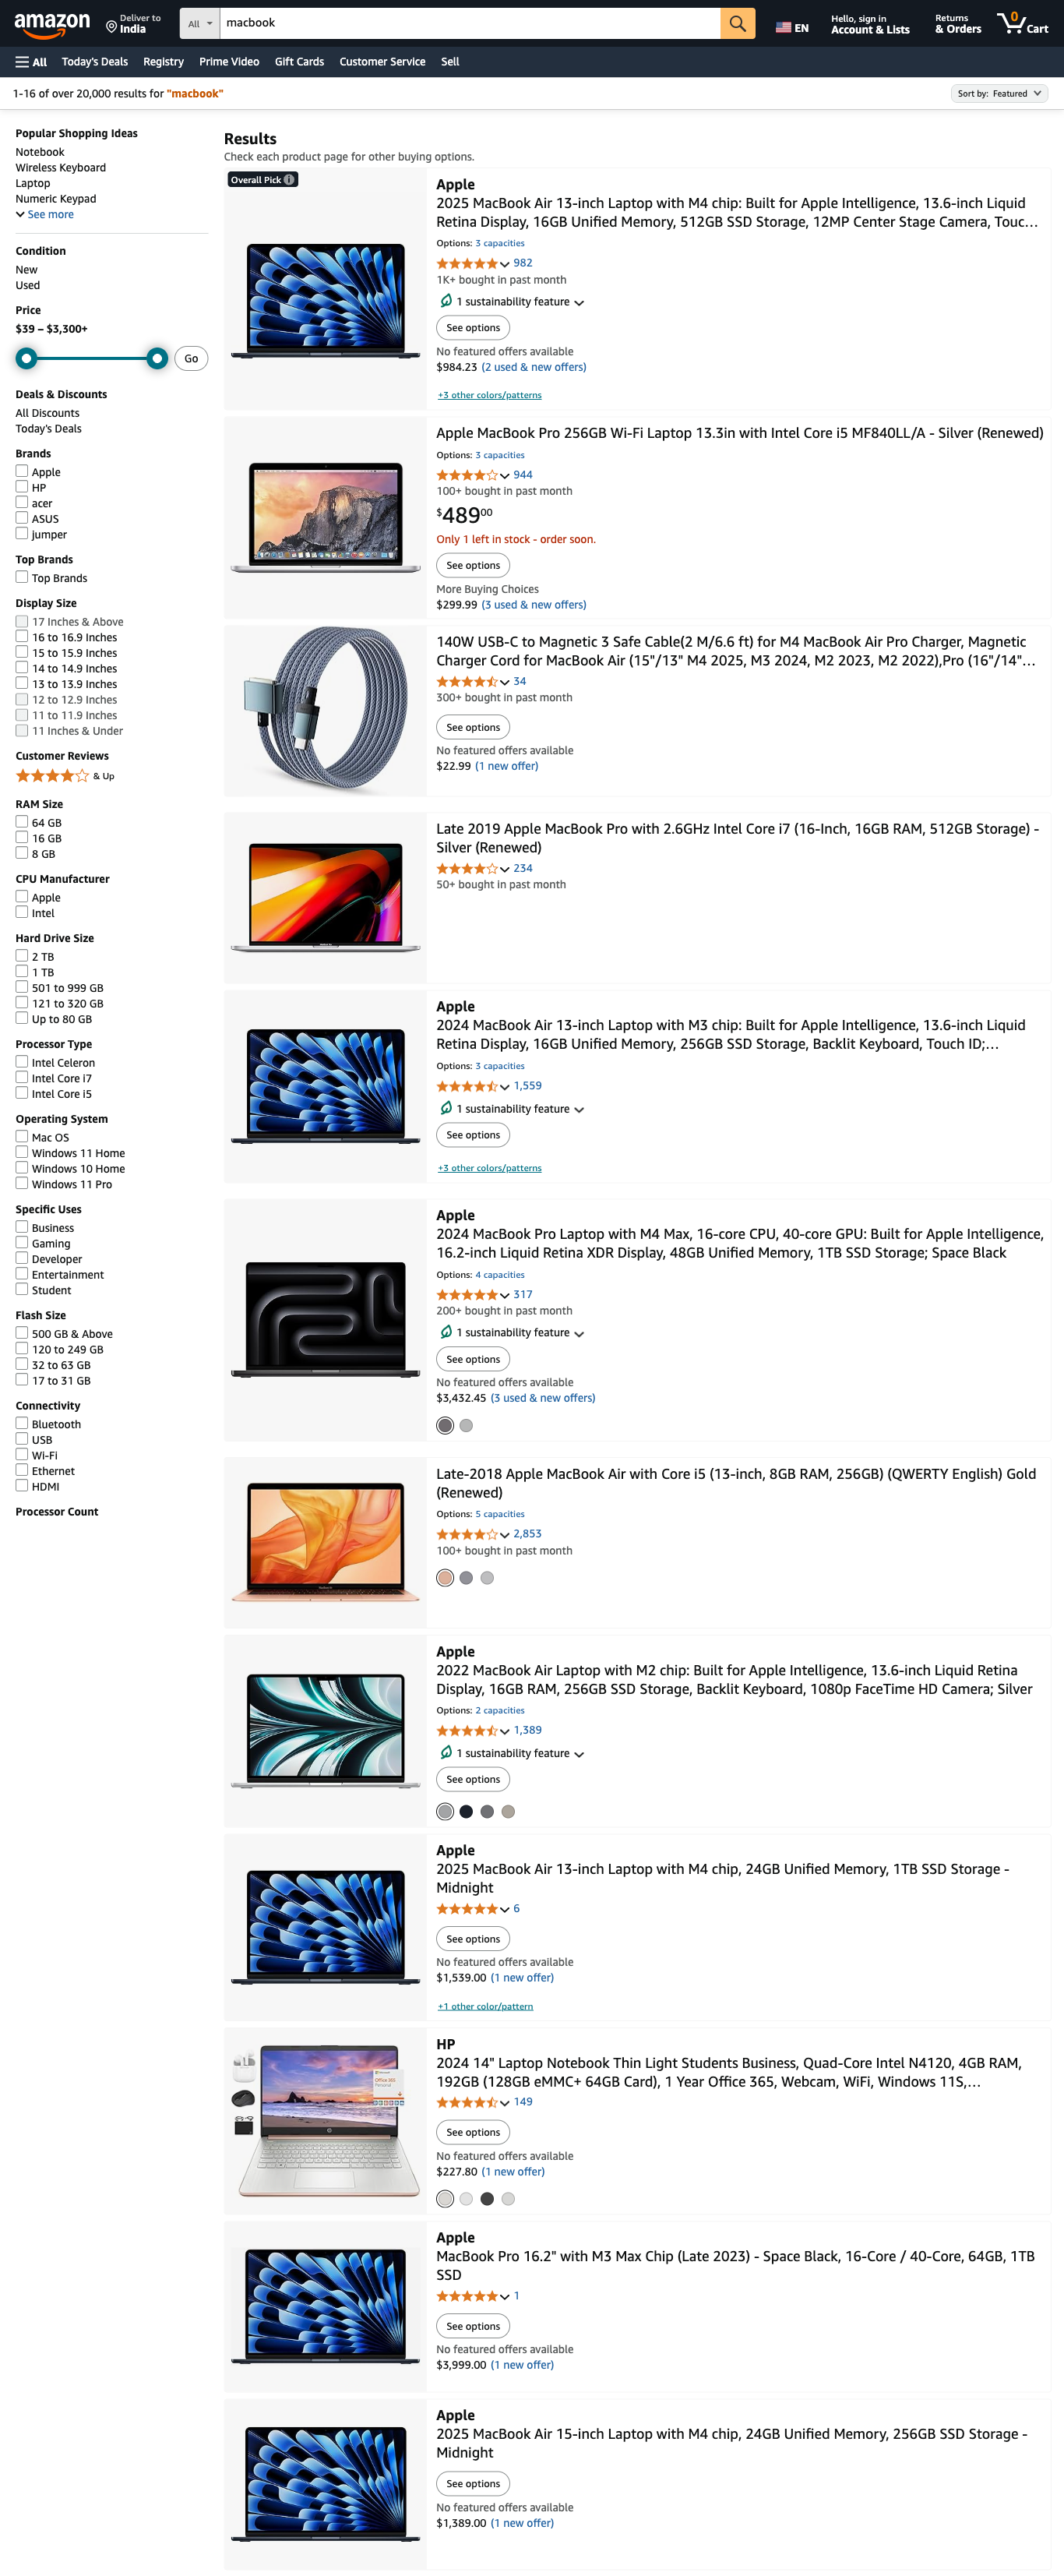 amazon
Deliver to
India
All
macbook
EN
Hello, sign in
Account & Lists
Returns
& Orders
0
Cart
All
Today's Deals
Registry
Prime Video
Gift Cards
Customer Service
Sell
1-16 of over 20,000 results for "macbook"
Sort by: Featured
Popular Shopping Ideas
Notebook
Wireless Keyboard
Laptop
Numeric Keypad
See more
Condition
New
Used
Price
$39 – $3,300+
Go
Deals & Discounts
All Discounts
Today's Deals
Brands
Apple
HP
acer
ASUS
jumper
Top Brands
Top Brands
Display Size
17 Inches & Above
16 to 16.9 Inches
15 to 15.9 Inches
14 to 14.9 Inches
13 to 13.9 Inches
12 to 12.9 Inches
11 to 11.9 Inches
11 Inches & Under
Customer Reviews
& Up
RAM Size
64 GB
16 GB
8 GB
CPU Manufacturer
Apple
Intel
Hard Drive Size
2 TB
1 TB
501 to 999 GB
121 to 320 GB
Up to 80 GB
Processor Type
Intel Celeron
Intel Core i7
Intel Core i5
Operating System
Mac OS
Windows 11 Home
Windows 10 Home
Windows 11 Pro
Specific Uses
Business
Gaming
Developer
Entertainment
Student
Flash Size
500 GB & Above
120 to 249 GB
32 to 63 GB
17 to 31 GB
Connectivity
Bluetooth
USB
Wi-Fi
Ethernet
HDMI
Processor Count
Results
Check each product page for other buying options.
Overall Pick
Apple
2025 MacBook Air 13-inch Laptop with M4 chip: Built for Apple Intelligence, 13.6-inch Liquid
Retina Display, 16GB Unified Memory, 512GB SSD Storage, 12MP Center Stage Camera, Touc…
Options: 3 capacities
982
1K+ bought in past month
1 sustainability feature
See options
No featured offers available
$984.23 (2 used & new offers)
+3 other colors/patterns
Apple MacBook Pro 256GB Wi-Fi Laptop 13.3in with Intel Core i5 MF840LL/A - Silver (Renewed)
Options: 3 capacities
944
100+ bought in past month
$48900
Only 1 left in stock - order soon.
See options
More Buying Choices
$299.99 (3 used & new offers)
140W USB-C to Magnetic 3 Safe Cable(2 M/6.6 ft) for M4 MacBook Air Pro Charger, Magnetic
Charger Cord for MacBook Air (15"/13" M4 2025, M3 2024, M2 2023, M2 2022),Pro (16"/14"…
34
300+ bought in past month
See options
No featured offers available
$22.99 (1 new offer)
Late 2019 Apple MacBook Pro with 2.6GHz Intel Core i7 (16-Inch, 16GB RAM, 512GB Storage) -
Silver (Renewed)
234
50+ bought in past month
Apple
2024 MacBook Air 13-inch Laptop with M3 chip: Built for Apple Intelligence, 13.6-inch Liquid
Retina Display, 16GB Unified Memory, 256GB SSD Storage, Backlit Keyboard, Touch ID;…
Options: 3 capacities
1,559
1 sustainability feature
See options
+3 other colors/patterns
Apple
2024 MacBook Pro Laptop with M4 Max, 16-core CPU, 40-core GPU: Built for Apple Intelligence,
16.2-inch Liquid Retina XDR Display, 48GB Unified Memory, 1TB SSD Storage; Space Black
Options: 4 capacities
317
200+ bought in past month
1 sustainability feature
See options
No featured offers available
$3,432.45 (3 used & new offers)
Late-2018 Apple MacBook Air with Core i5 (13-inch, 8GB RAM, 256GB) (QWERTY English) Gold
(Renewed)
Options: 5 capacities
2,853
100+ bought in past month
Apple
2022 MacBook Air Laptop with M2 chip: Built for Apple Intelligence, 13.6-inch Liquid Retina
Display, 16GB RAM, 256GB SSD Storage, Backlit Keyboard, 1080p FaceTime HD Camera; Silver
Options: 2 capacities
1,389
1 sustainability feature
See options
Apple
2025 MacBook Air 13-inch Laptop with M4 chip, 24GB Unified Memory, 1TB SSD Storage -
Midnight
6
See options
No featured offers available
$1,539.00 (1 new offer)
+1 other color/pattern
Office 365
HP
2024 14" Laptop Notebook Thin Light Students Business, Quad-Core Intel N4120, 4GB RAM,
192GB (128GB eMMC+ 64GB Card), 1 Year Office 365, Webcam, WiFi, Windows 11S,…
149
See options
No featured offers available
$227.80 (1 new offer)
Apple
MacBook Pro 16.2" with M3 Max Chip (Late 2023) - Space Black, 16-Core / 40-Core, 64GB, 1TB
SSD
1
See options
No featured offers available
$3,999.00 (1 new offer)
Apple
2025 MacBook Air 15-inch Laptop with M4 chip, 24GB Unified Memory, 256GB SSD Storage -
Midnight
See options
No featured offers available
$1,389.00 (1 new offer)